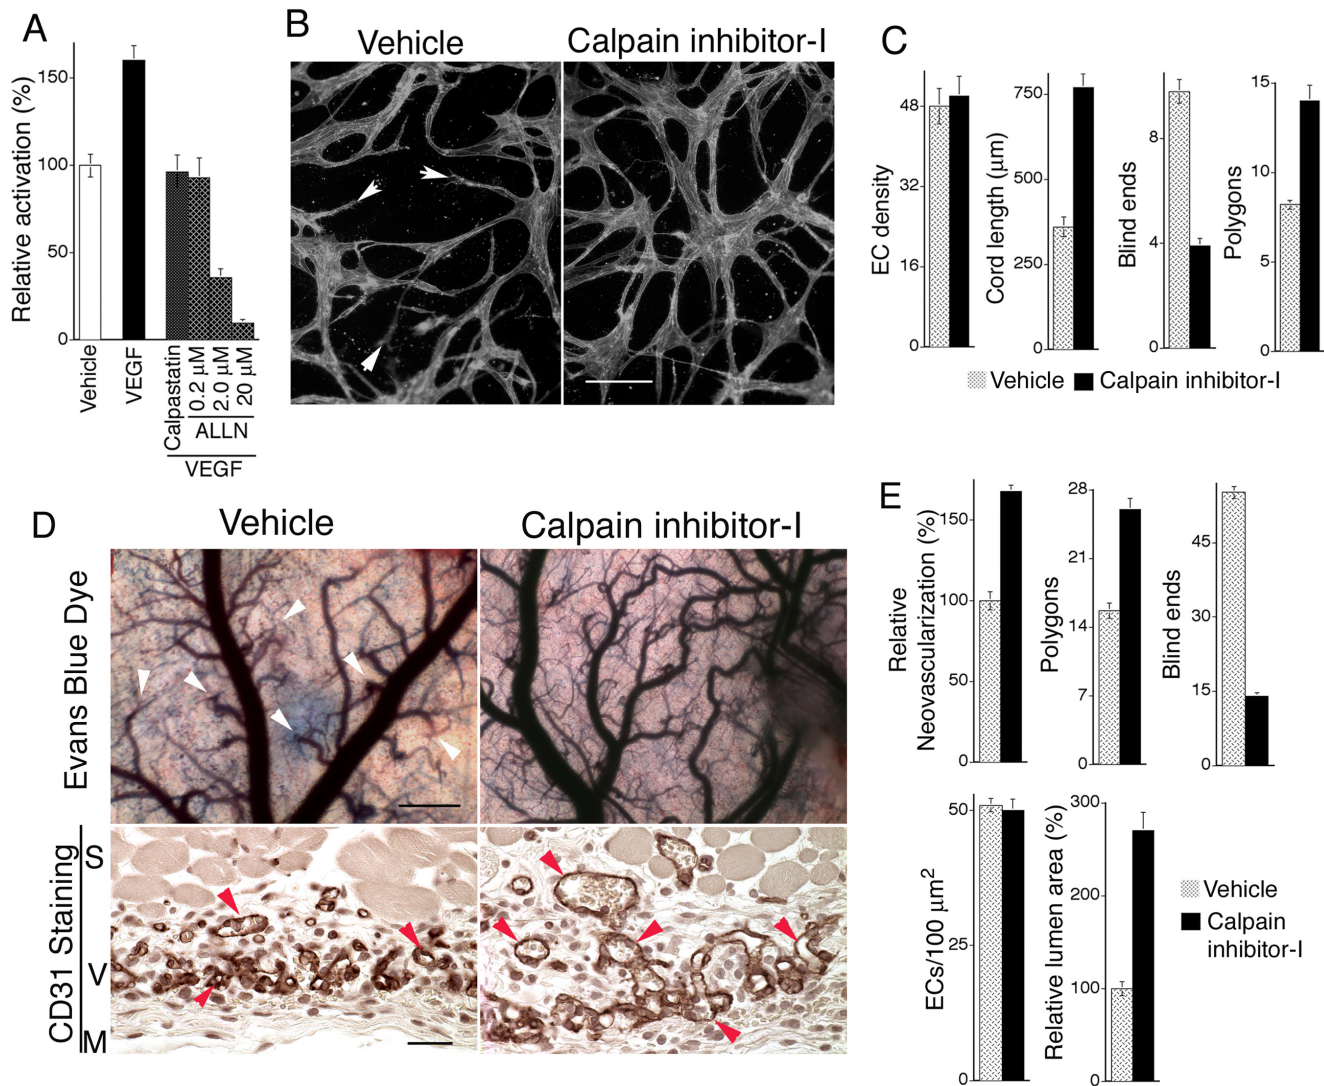 A
Relative activation (%)
150
100
50
0
Vehicle
VEGF
Calpastatin
0.2 µM
2.0 µM
20 µM
ALLN
VEGF
B
Vehicle
Calpain inhibitor-I
C
EC density
48
32
16
0
Cord length (µm)
750
500
250
0
Blind ends
8
4
0
Polygons
15
10
5
0
Vehicle
Calpain inhibitor-I
D
Vehicle
Calpain inhibitor-I
Evans Blue Dye
CD31 Staining
S
V
M
E
Relative
Neovascularization (%)
150
100
50
0
Polygons
28
21
14
7
0
Blind ends
45
30
15
0
ECs/100 µm²
50
25
0
Relative lumen area (%)
300
200
100
0
Vehicle
Calpain
inhibitor-I